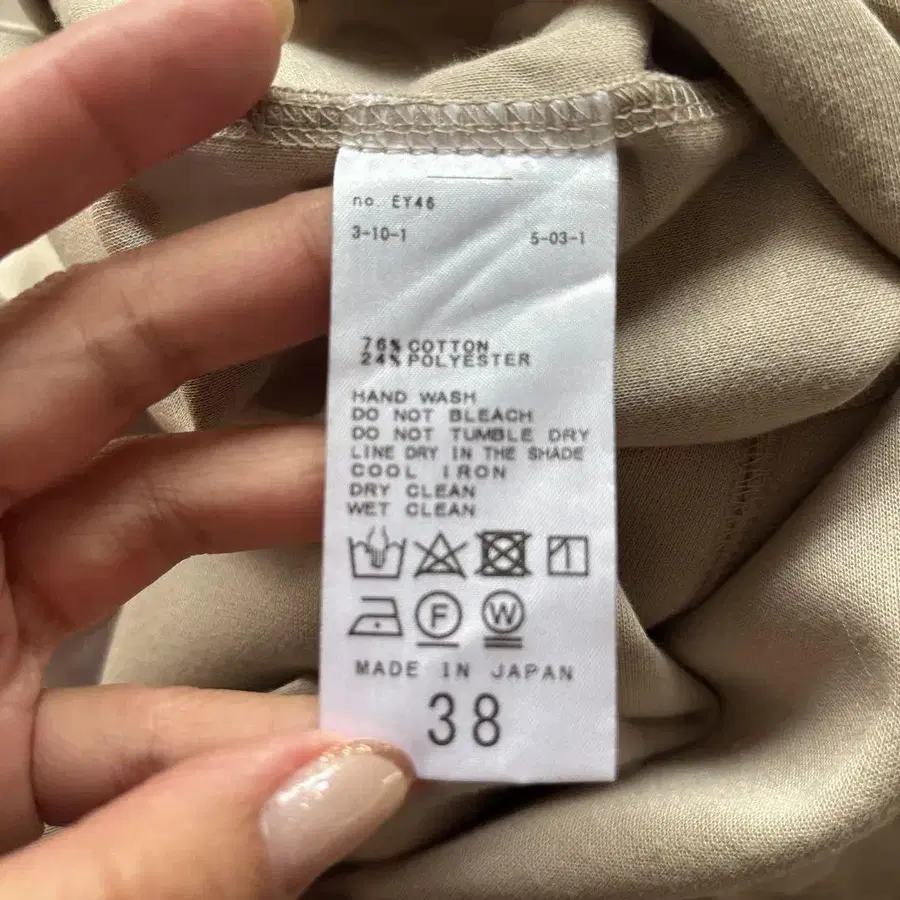 no. EY46
3-10-1 5-03-1
76% COTTON
24% POLYESTER
HAND WASH
DO NOT BLEACH
DO NOT TUMBLE DRY
LINE DRY IN THE SHADE
COOL IRON
DRY CLEAN
WET CLEAN
F W
MADE IN JAPAN
38